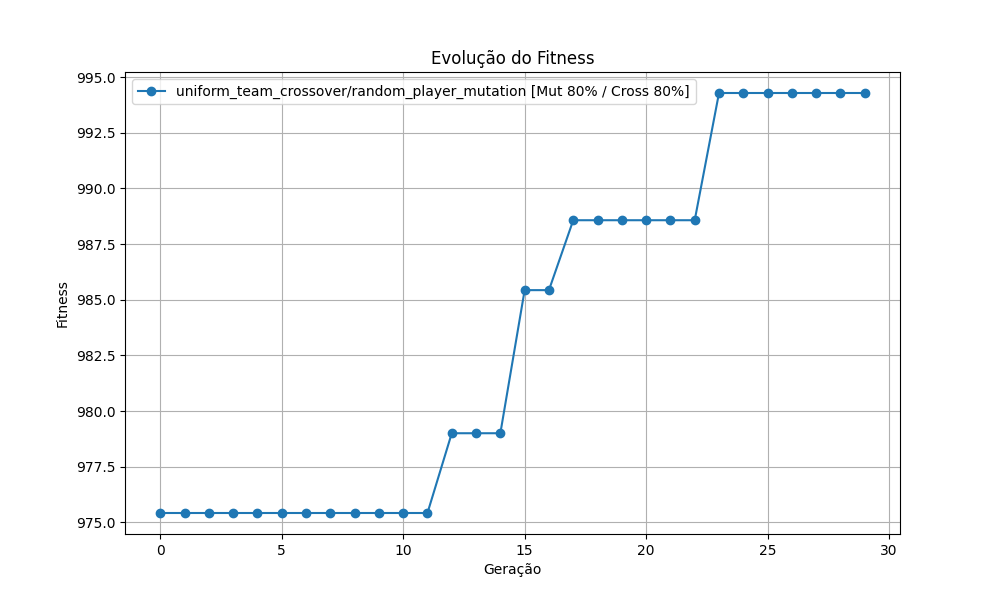 Evolução do Fitness
uniform_team_crossover/random_player_mutation [Mut 80% / Cross 80%]
Fitness
995.0
992.5
990.0
987.5
985.0
982.5
980.0
977.5
975.0
0 5 10 15 20 25 30
Geração